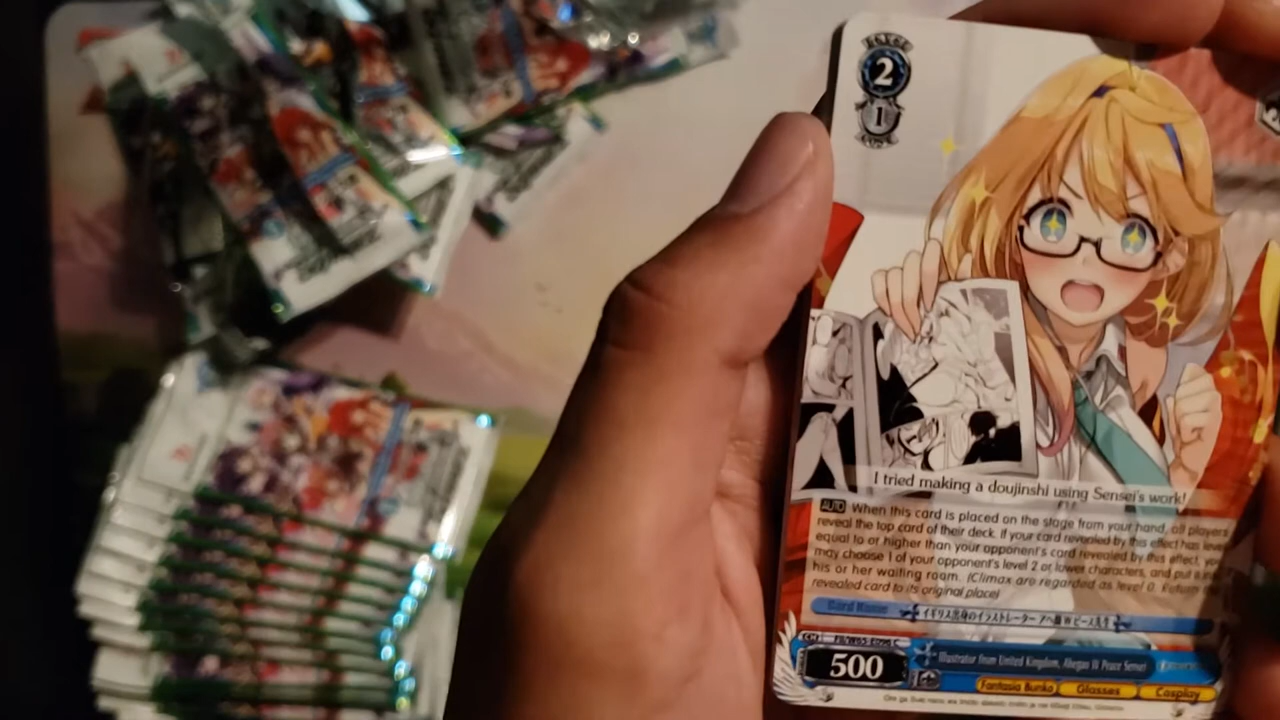 2
1
I tried making a doujinshi using Sensei's work!
AUTO When this card is placed on the stage from your hand, all players
reveal the top card of their deck. If your card revealed by this effect has level
equal to or higher than your opponent's card revealed by this effect, you
may choose 1 of your opponent's level 2 or lower characters, and put it in
his or her waiting room. (Climax are regarded as level 0. Return the
revealed card to its original place)
Card Name
イギリス出身のイラストレーター アヘ顔Wピース先生
CH
500
Illustrator from United Kingdom, Ahegao W Peace Sensei
Fantasia Bunko Glasses Cosplay